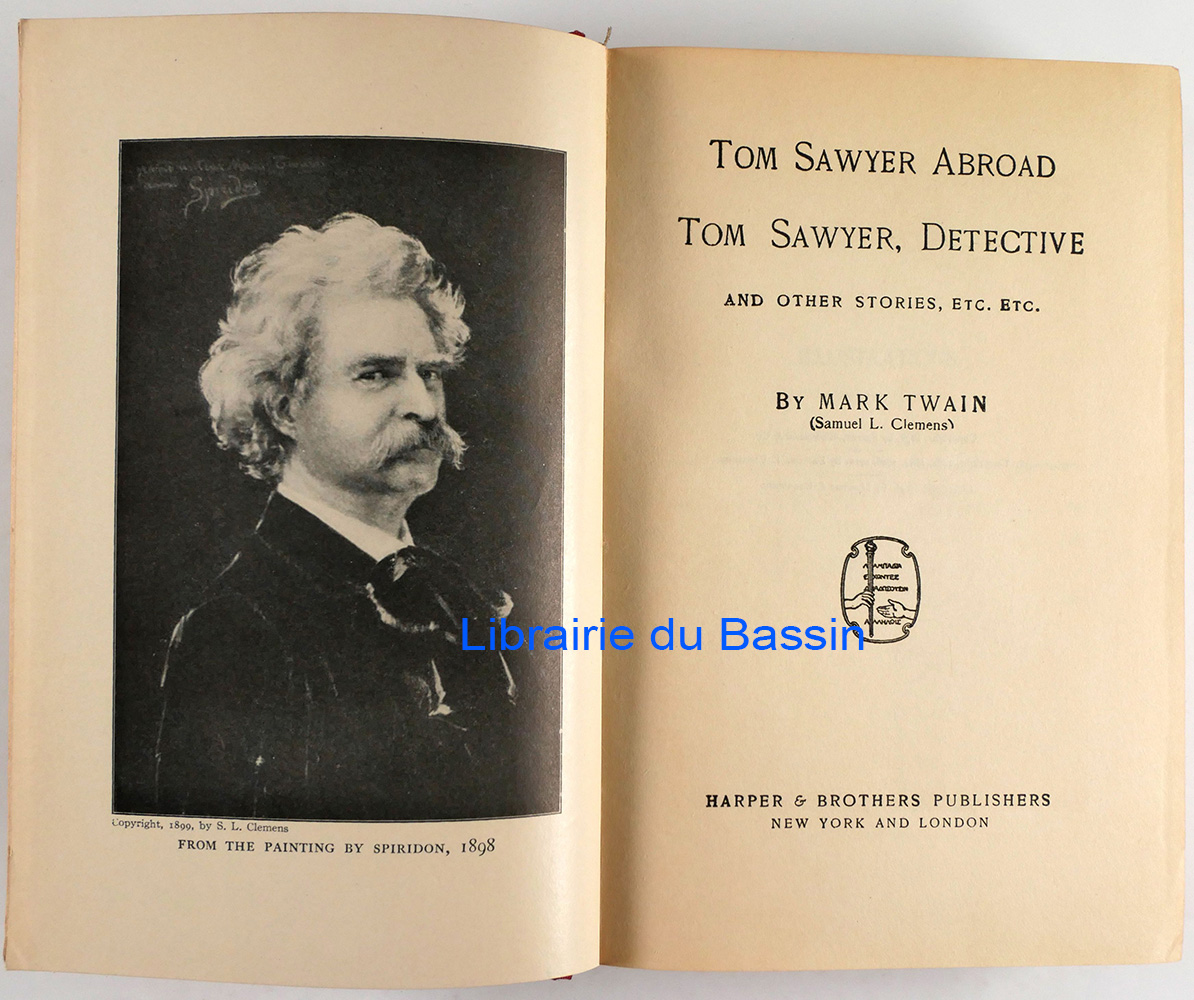 Spiridon
Copyright, 1899, by S. L. Clemens
FROM THE PAINTING BY SPIRIDON, 1898
TOM SAWYER ABROAD
TOM SAWYER, DETECTIVE
AND OTHER STORIES, ETC. ETC.
BY MARK TWAIN
(Samuel L. Clemens)
Librairie du Bassin
HARPER & BROTHERS PUBLISHERS
NEW YORK AND LONDON